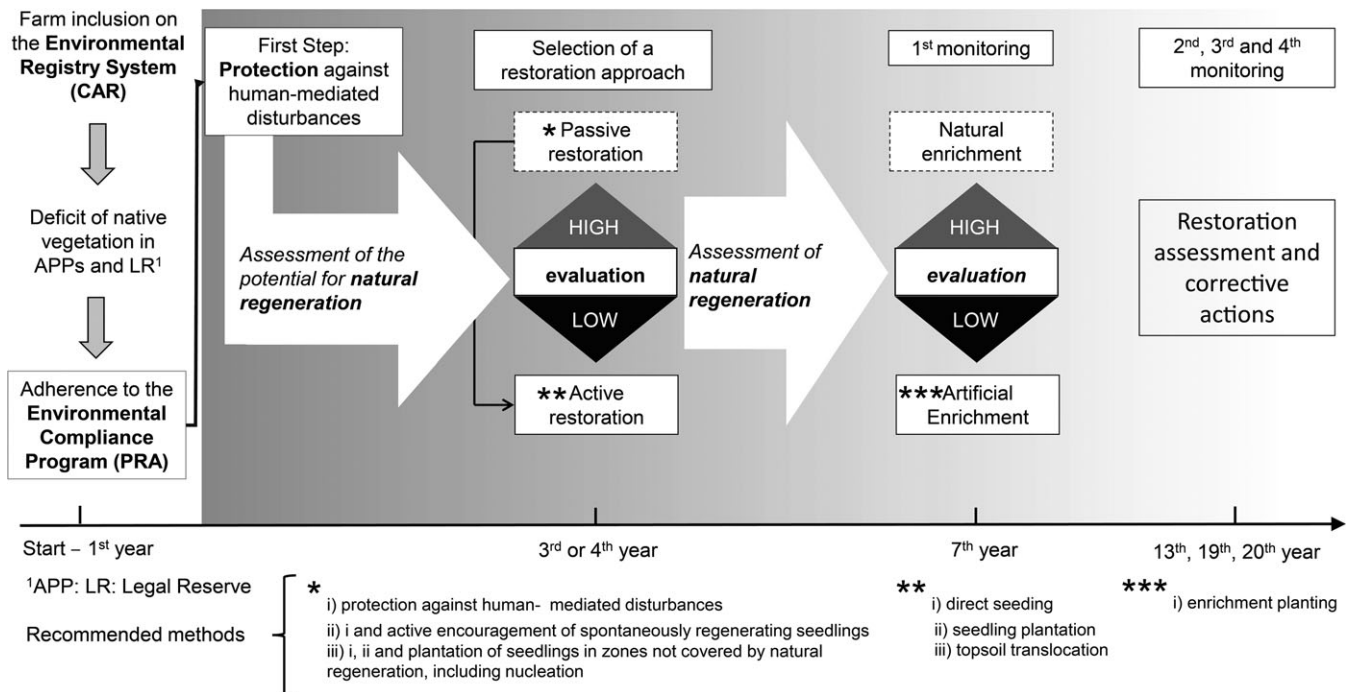 Farm inclusion on
the Environmental
Registry System
(CAR)
Deficit of native
vegetation in
APPs and LR¹
Adherence to the
Environmental
Compliance
Program (PRA)
First Step:
Protection against
human-mediated
disturbances
Assessment of the
potential for natural
regeneration
Selection of a
restoration approach
* Passive
restoration
HIGH
evaluation
LOW
** Active
restoration
Assessment of
natural
regeneration
1st monitoring
Natural
enrichment
HIGH
evaluation
LOW
*** Artificial
Enrichment
2nd, 3rd and 4th
monitoring
Restoration
assessment and
corrective
actions
Start – 1st year
3rd or 4th year
7th year
13th, 19th, 20th year
¹APP: LR: Legal Reserve
Recommended methods
*
i) protection against human- mediated disturbances
ii) i and active encouragement of spontaneously regenerating seedlings
iii) i, ii and plantation of seedlings in zones not covered by natural
regeneration, including nucleation
**
i) direct seeding
ii) seedling plantation
iii) topsoil translocation
***
i) enrichment planting